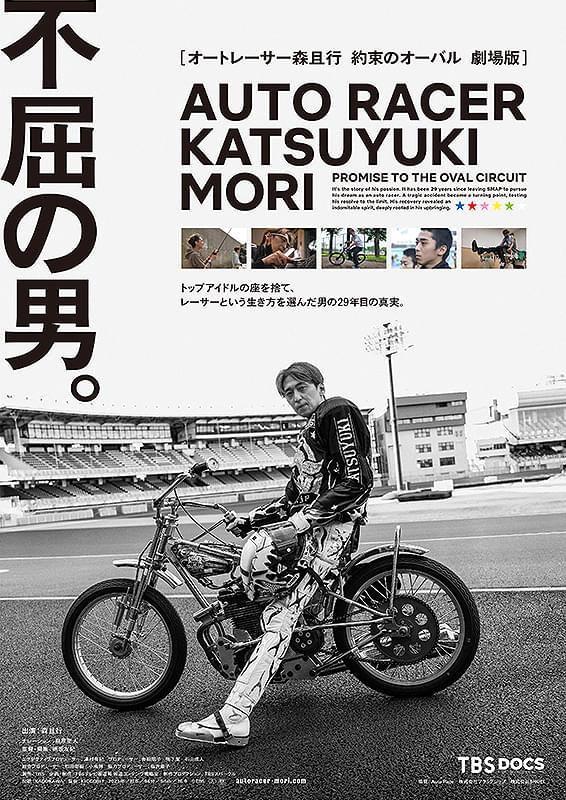 不屈の男。
[オートレーサー森且行 約束のオーバル 劇場版]
AUTO RACER
KATSUYUKI
MORI
PROMISE TO THE OVAL CIRCUIT
It's the story of his passion. It has been 29 years since leaving SMAP to pursue
his dream as an auto racer. A tragic accident became a turning point, testing
his resolve to the limit. His recovery revealed an
indomitable spirit, deeply rooted in his upbringing.
トップアイドルの座を捨て、
レーサーという生き方を選んだ男の29年目の真実。
KATSUYUKI
出演:森且行
TBS DOCS
autoracer-mori.com